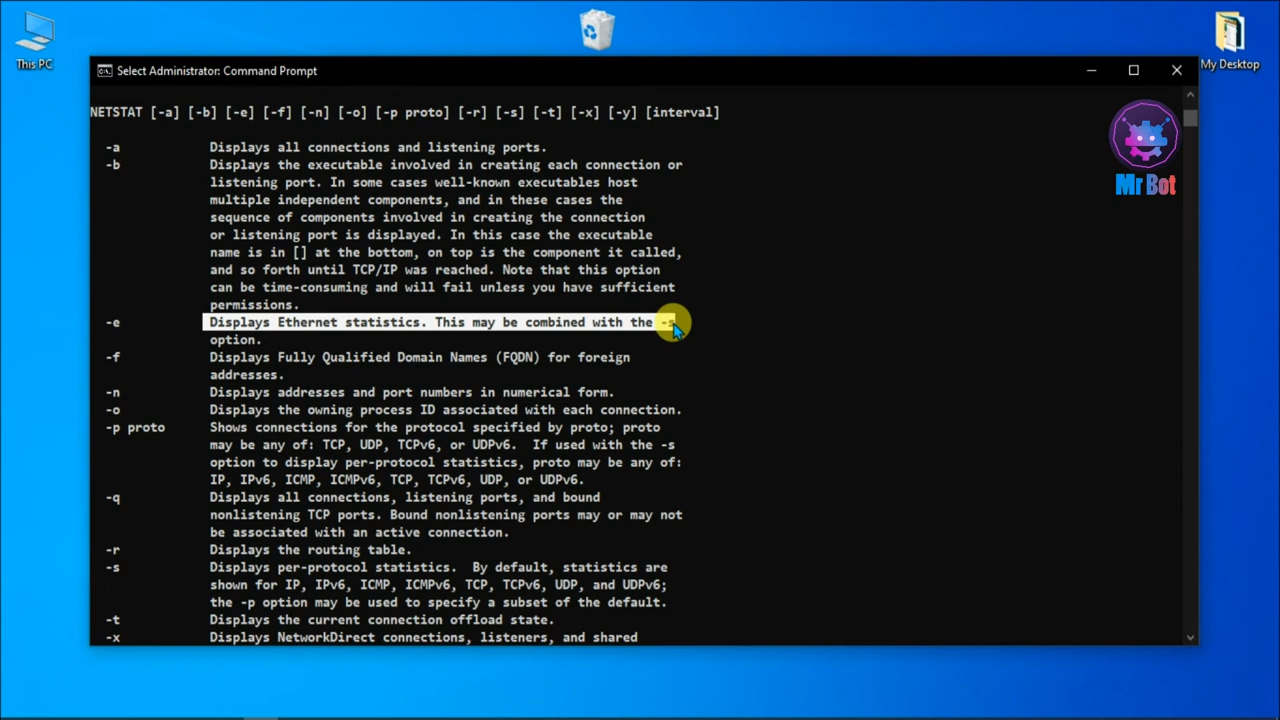 This PC
My Desktop
Select Administrator: Command Prompt
Mr Bot
NETSTAT [-a] [-b] [-e] [-f] [-n] [-o] [-p proto] [-r] [-s] [-t] [-x] [-y] [interval]
-a Displays all connections and listening ports.
-b Displays the executable involved in creating each connection or
listening port. In some cases well-known executables host
multiple independent components, and in these cases the
sequence of components involved in creating the connection
or listening port is displayed. In this case the executable
name is in [] at the bottom, on top is the component it called,
and so forth until TCP/IP was reached. Note that this option
can be time-consuming and will fail unless you have sufficient
permissions.
-e Displays Ethernet statistics. This may be combined with the -s
option.
-f Displays Fully Qualified Domain Names (FQDN) for foreign
addresses.
-n Displays addresses and port numbers in numerical form.
-o Displays the owning process ID associated with each connection.
-p proto Shows connections for the protocol specified by proto; proto
may be any of: TCP, UDP, TCPv6, or UDPv6. If used with the -s
option to display per-protocol statistics, proto may be any of:
IP, IPv6, ICMP, ICMPv6, TCP, TCPv6, UDP, or UDPv6.
-q Displays all connections, listening ports, and bound
nonlistening TCP ports. Bound nonlistening ports may or may not
be associated with an active connection.
-r Displays the routing table.
-s Displays per-protocol statistics. By default, statistics are
shown for IP, IPv6, ICMP, ICMPv6, TCP, TCPv6, UDP, and UDPv6;
the -p option may be used to specify a subset of the default.
-t Displays the current connection offload state.
-x Displays NetworkDirect connections, listeners, and shared